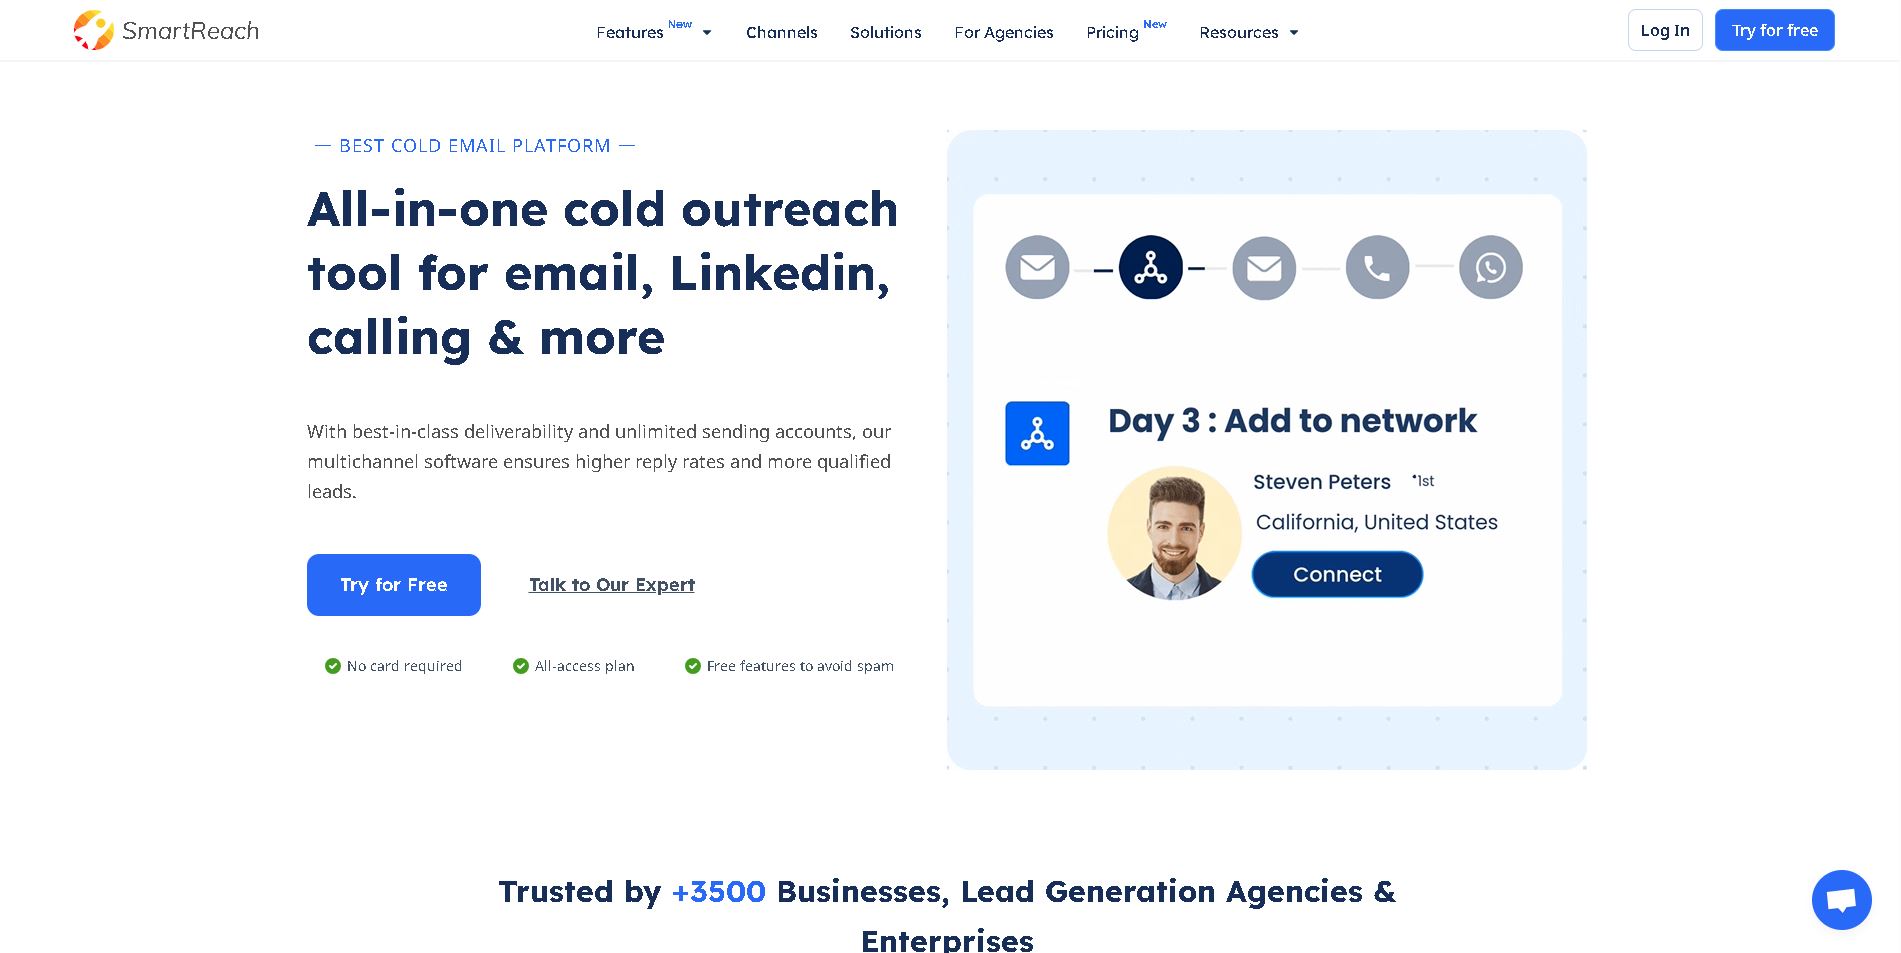 SmartReach
Features New
Channels
Solutions
For Agencies
Pricing New
Resources
Log In
Try for free
— BEST COLD EMAIL PLATFORM —
All-in-one cold outreach
tool for email, Linkedin,
calling & more
With best-in-class deliverability and unlimited sending accounts, our
multichannel software ensures higher reply rates and more qualified
leads.
Try for Free
Talk to Our Expert
No card required
All-access plan
Free features to avoid spam
Day 3 : Add to network
Steven Peters •1st
California, United States
Connect
Trusted by +3500 Businesses, Lead Generation Agencies &
Enterprises